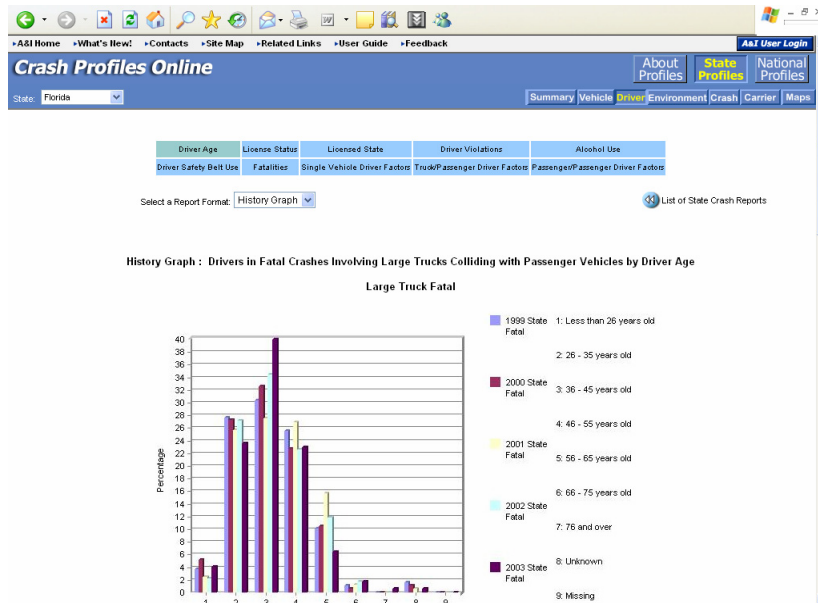 A&I Home What's New! Contacts Site Map Related Links User Guide Feedback A&I User Login
Crash Profiles Online
About Profiles State Profiles National Profiles
State: Florida
Summary Vehicle Driver Environment Crash Carrier Maps
Driver Age License Status Licensed State Driver Violations Alcohol Use
Driver Safety Belt Use Fatalities Single Vehicle Driver Factors Truck/Passenger Driver Factors Passenger/Passenger Driver Factors
Select a Report Format: History Graph List of State Crash Reports
History Graph : Drivers in Fatal Crashes Involving Large Trucks Colliding with Passenger Vehicles by Driver Age
Large Truck Fatal
Percentage
40
38
36
34
32
30
28
26
24
22
20
18
16
14
12
10
8
6
4
2
0
1 2 3 4 5 6 7 8 9
1999 State Fatal
2000 State Fatal
2001 State Fatal
2002 State Fatal
2003 State Fatal
1: Less than 26 years old
2: 26 - 35 years old
3: 36 - 45 years old
4: 46 - 55 years old
5: 56 - 65 years old
6: 66 - 75 years old
7: 76 and over
8: Unknown
9: Missing